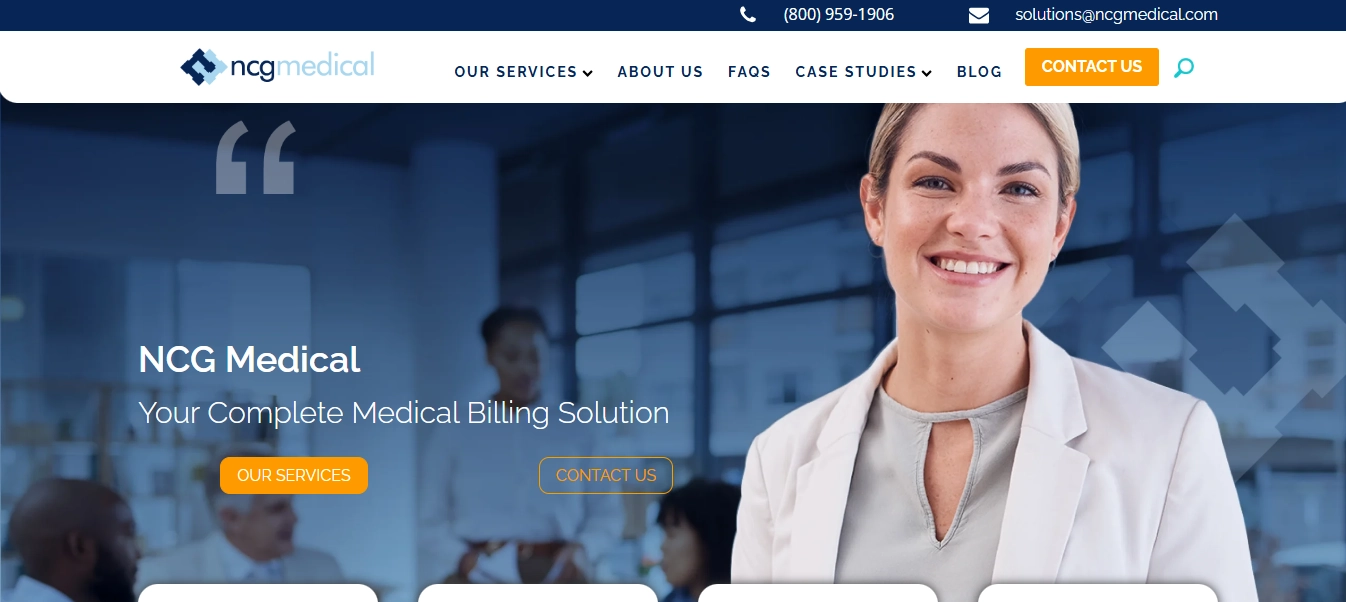 (800) 959-1906
solutions@ncgmedical.com
ncgmedical
OUR SERVICES
ABOUT US
FAQS
CASE STUDIES
BLOG
CONTACT US
“
NCG Medical
Your Complete Medical Billing Solution
OUR SERVICES
CONTACT US